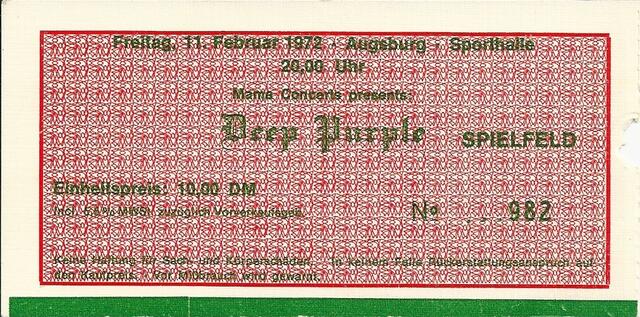 Freitag, 11. Februar 1972 - Augsburg - Sporthalle
20,00 Uhr
Mama Concerts presents:
Deep Purple SPIELFELD
Einheitspreis: 10,00 DM
incl. 5,5% MWSt. zuzüglich Vorverkaufsgeb.
Nº 982
Keine Haftung für Sach- und Körperschäden. In keinem Falle Rückerstattungsanspruch auf
den Kaufpreis. Vor Mißbrauch wird gewarnt.